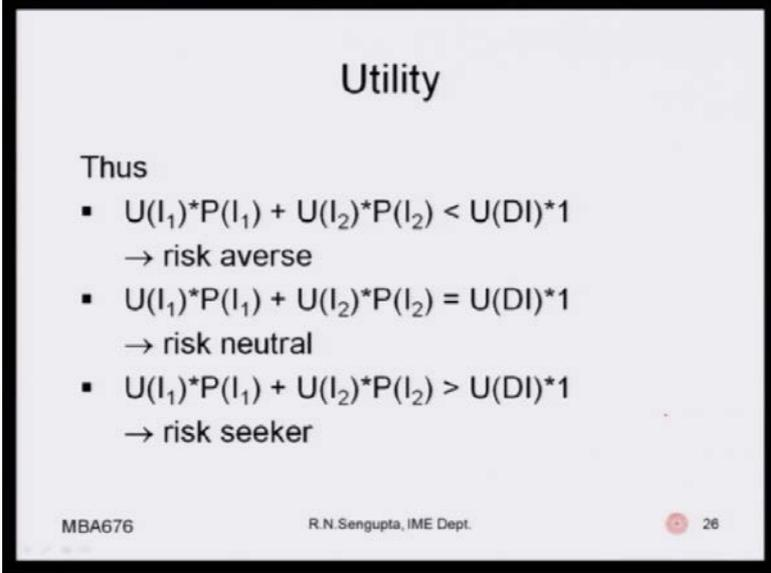 Utility
Thus
▪ U(I₁)*P(I₁) + U(I₂)*P(I₂) < U(DI)*1
→ risk averse
▪ U(I₁)*P(I₁) + U(I₂)*P(I₂) = U(DI)*1
→ risk neutral
▪ U(I₁)*P(I₁) + U(I₂)*P(I₂) > U(DI)*1
→ risk seeker
MBA676 R.N.Sengupta, IME Dept. 26